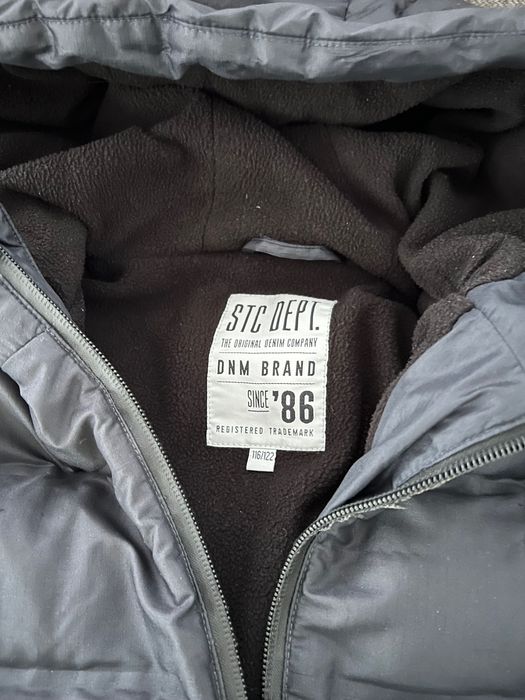 STC DEPT.
THE ORIGINAL DENIM COMPANY
DNM BRAND
SINCE '86
REGISTERED TRADEMARK
116/122